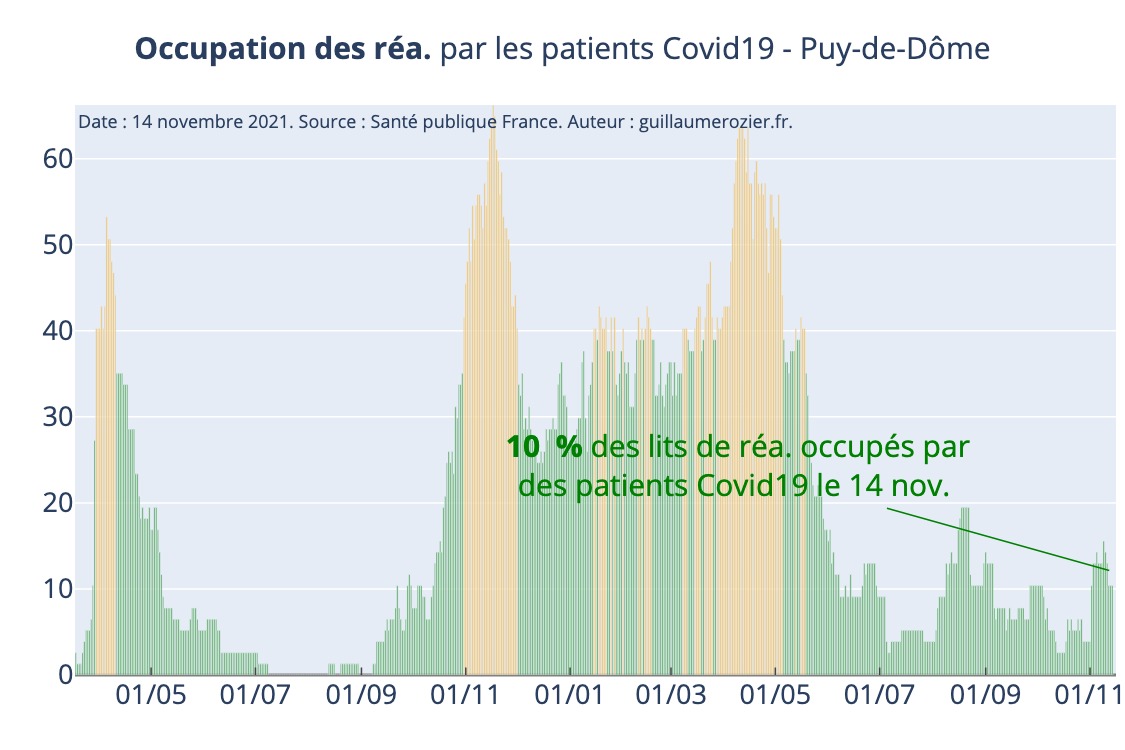 Occupation des réa. par les patients Covid19 - Puy-de-Dôme
Date : 14 novembre 2021. Source : Santé publique France. Auteur : guillaumerozier.fr.
60
50
40
30
10 % des lits de réa. occupés par
des patients Covid19 le 14 nov.
20
10
0
01/05 01/07 01/09 01/11 01/01 01/03 01/05 01/07 01/09 01/11